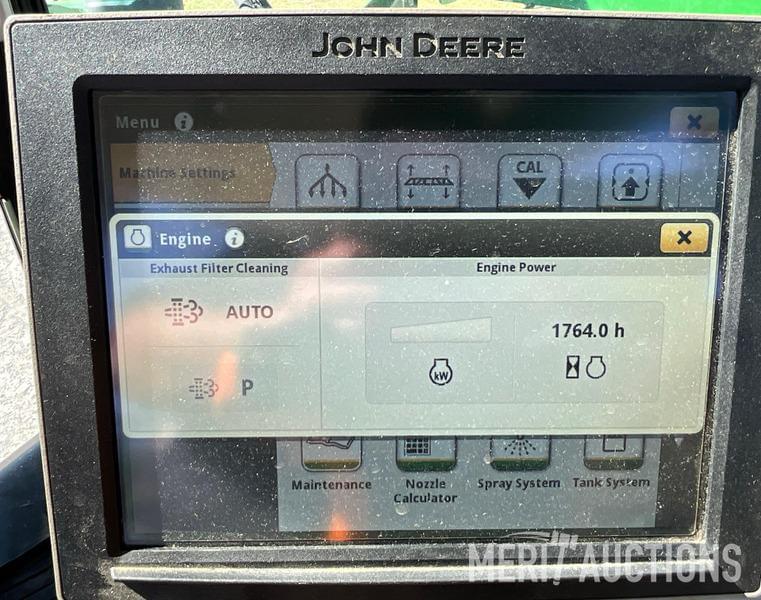 JOHN DEERE
Menu
Machine Settings
CAL
Engine
Exhaust Filter Cleaning
Engine Power
AUTO
1764.0 h
kW
P
Maintenance
Nozzle
Calculator
Spray System
Tank System
MERIT AUCTIONS